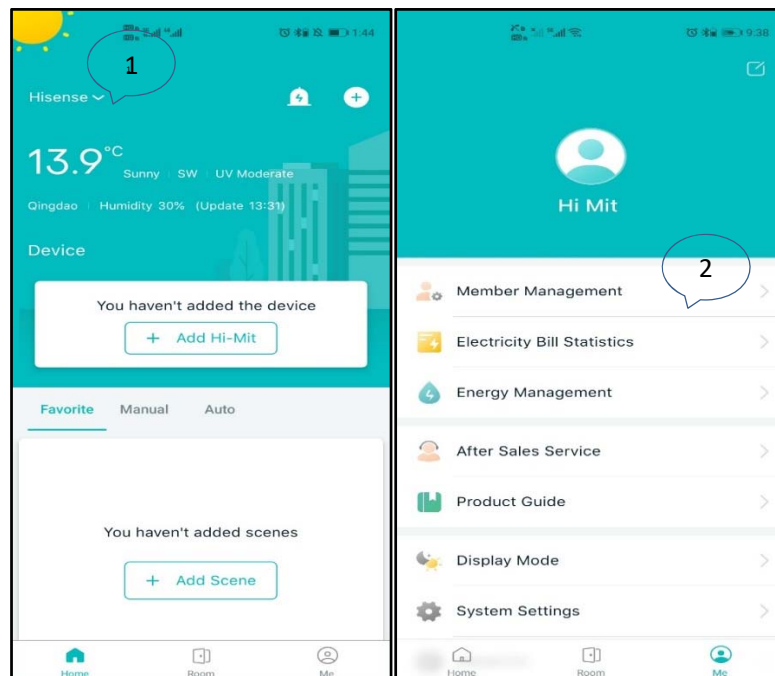 1:44
1
Hisense
13.9°C
Sunny | SW | UV Moderate
Qingdao | Humidity 30% (Update 13:31)
Device
You haven't added the device
+ Add Hi-Mit
Favorite Manual Auto
You haven't added scenes
+ Add Scene
Home Room Me
9:38
Hi Mit
2
Member Management
Electricity Bill Statistics
Energy Management
After Sales Service
Product Guide
Display Mode
System Settings
Home Room Me